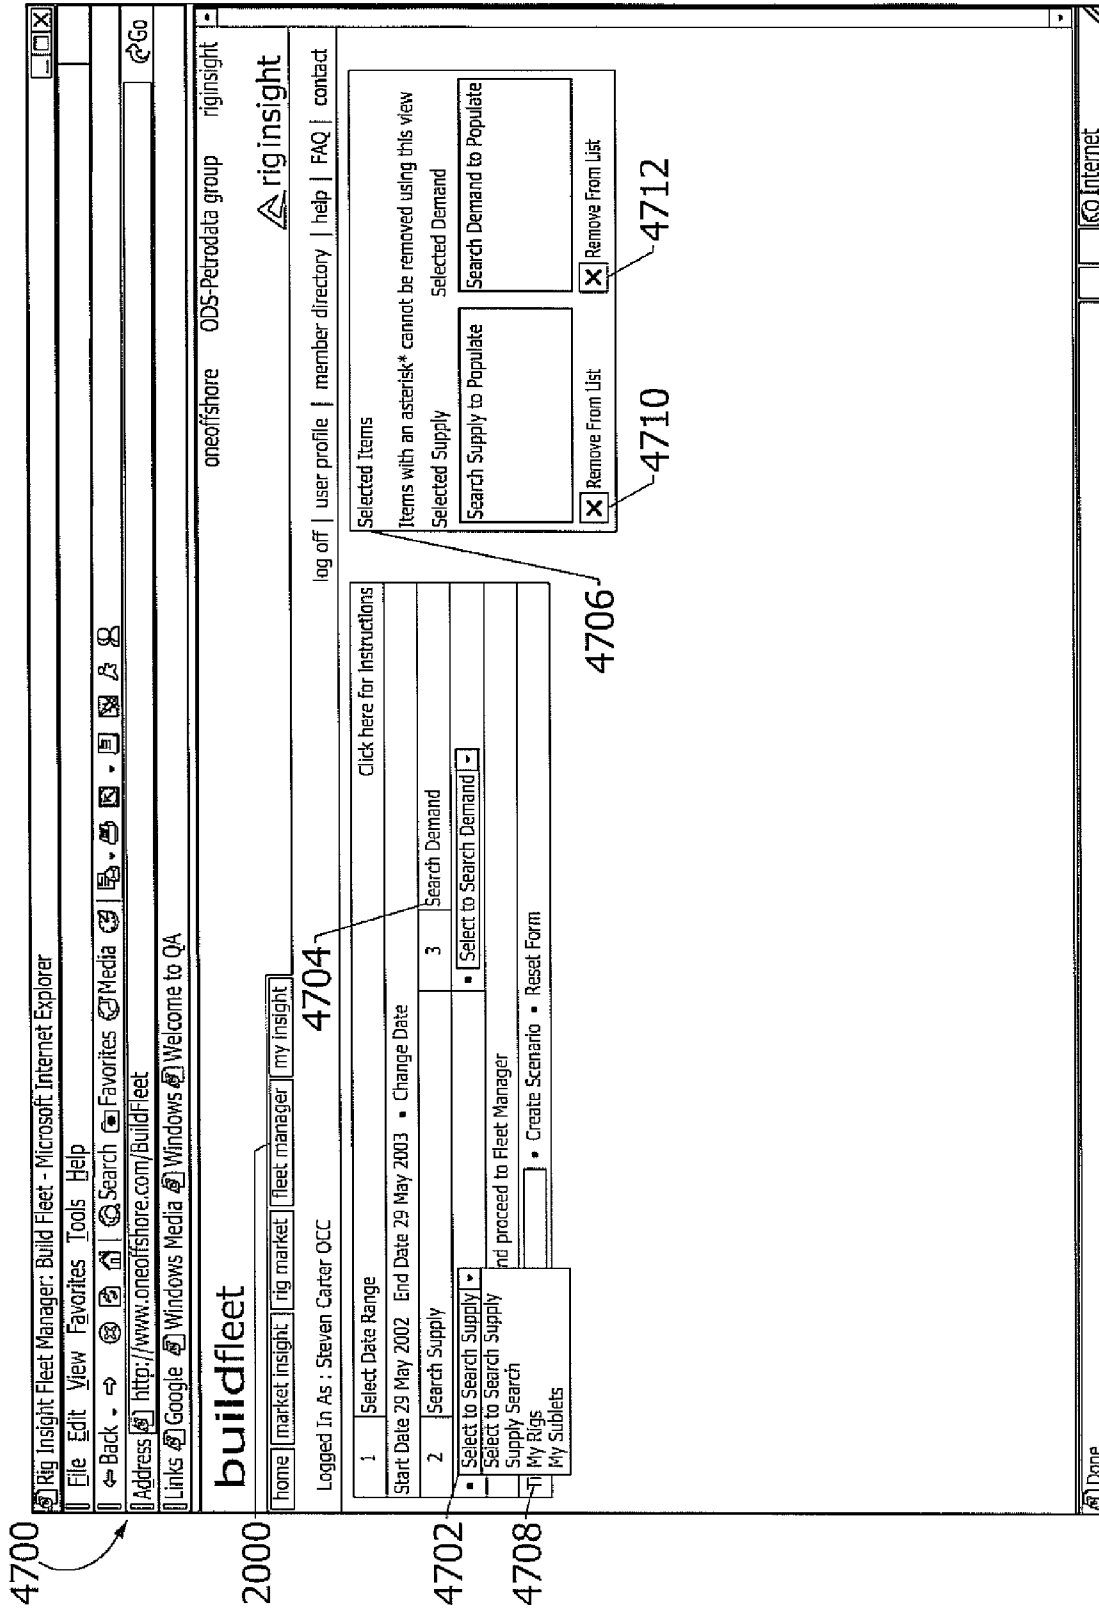 4700
Rig Insight Fleet Manager: Build Fleet - Microsoft Internet Explorer
File Edit View Favorites Tools Help
Back Search Favorites Media
Address http://www.oneoffshore.com/BuildFleet Go
Links Google Windows Media Windows Welcome to QA
oneoffshore ODS-Petrodata group riginsight
buildfleet
rig insight
2000
home market insight rig market fleet manager my insight
4704
log off | user profile | member directory | help | FAQ | contact
Logged In As : Steven Carter OCC
1 Select Date Range Click here for Instructions
Start Date 29 May 2002 End Date 29 May 2003 ▪ Change Date
2 Search Supply 3 Search Demand
▪ Select to Search Supply ▪ Select to Search Demand
Select to Search Supply
Supply Search
My Rigs
My Sublets
nd proceed to Fleet Manager
▪ Create Scenario ▪ Reset Form
4702
4708
Selected Items
Items with an asterisk* cannot be removed using this view
Selected Supply Selected Demand
Search Supply to Populate Search Demand to Populate
X Remove From List X Remove From List
4706
4710
4712
Done Internet